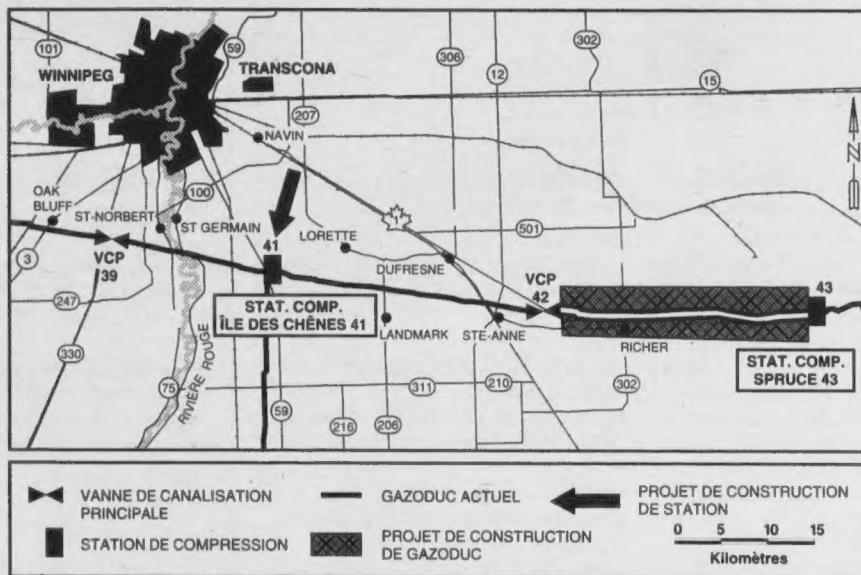 101
59
302
WINNIPEG
TRANSCONA
306
12
15
207
NAVIN
N
OAK
BLUFF
100
ST-NORBERT
ST GERMAIN
LORETTE
501
3
41
DUFRESNE
VCP
39
VCP
42
43
247
STAT. COMP.
ÎLE DES CHÊNES 41
LANDMARK
STE-ANNE
RICHER
STAT. COMP.
SPRUCE 43
330
75
RIVIÈRE ROUGE
59
311
210
302
216
206
VANNE DE CANALISATION
PRINCIPALE
GAZODUC ACTUEL
PROJET DE CONSTRUCTION
DE STATION
STATION DE COMPRESSION
PROJET DE CONSTRUCTION
DE GAZODUC
0 5 10 15
Kilomètres